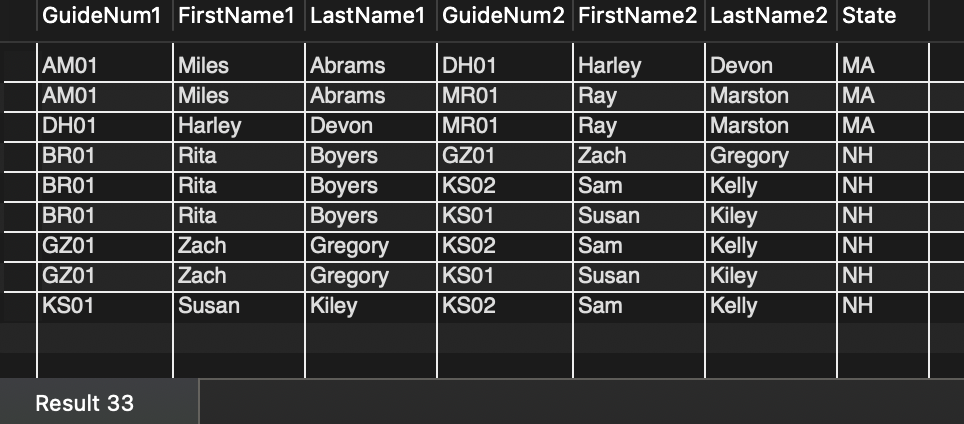 GuideNum1 FirstName1 LastName1 GuideNum2 FirstName2 LastName2 State
AM01 Miles Abrams DH01 Harley Devon MA
AM01 Miles Abrams MR01 Ray Marston MA
DH01 Harley Devon MR01 Ray Marston MA
BR01 Rita Boyers GZ01 Zach Gregory NH
BR01 Rita Boyers KS02 Sam Kelly NH
BR01 Rita Boyers KS01 Susan Kiley NH
GZ01 Zach Gregory KS02 Sam Kelly NH
GZ01 Zach Gregory KS01 Susan Kiley NH
KS01 Susan Kiley KS02 Sam Kelly NH
Result 33